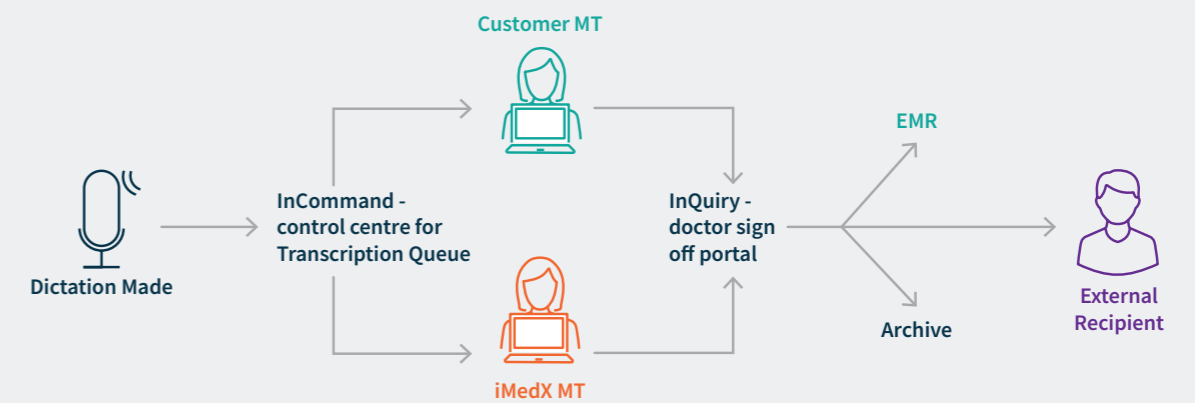 Customer MT
EMR
InCommand -
control centre for
Transcription Queue
InQuiry -
doctor sign
off portal
Dictation Made
External
Recipient
Archive
iMedX MT